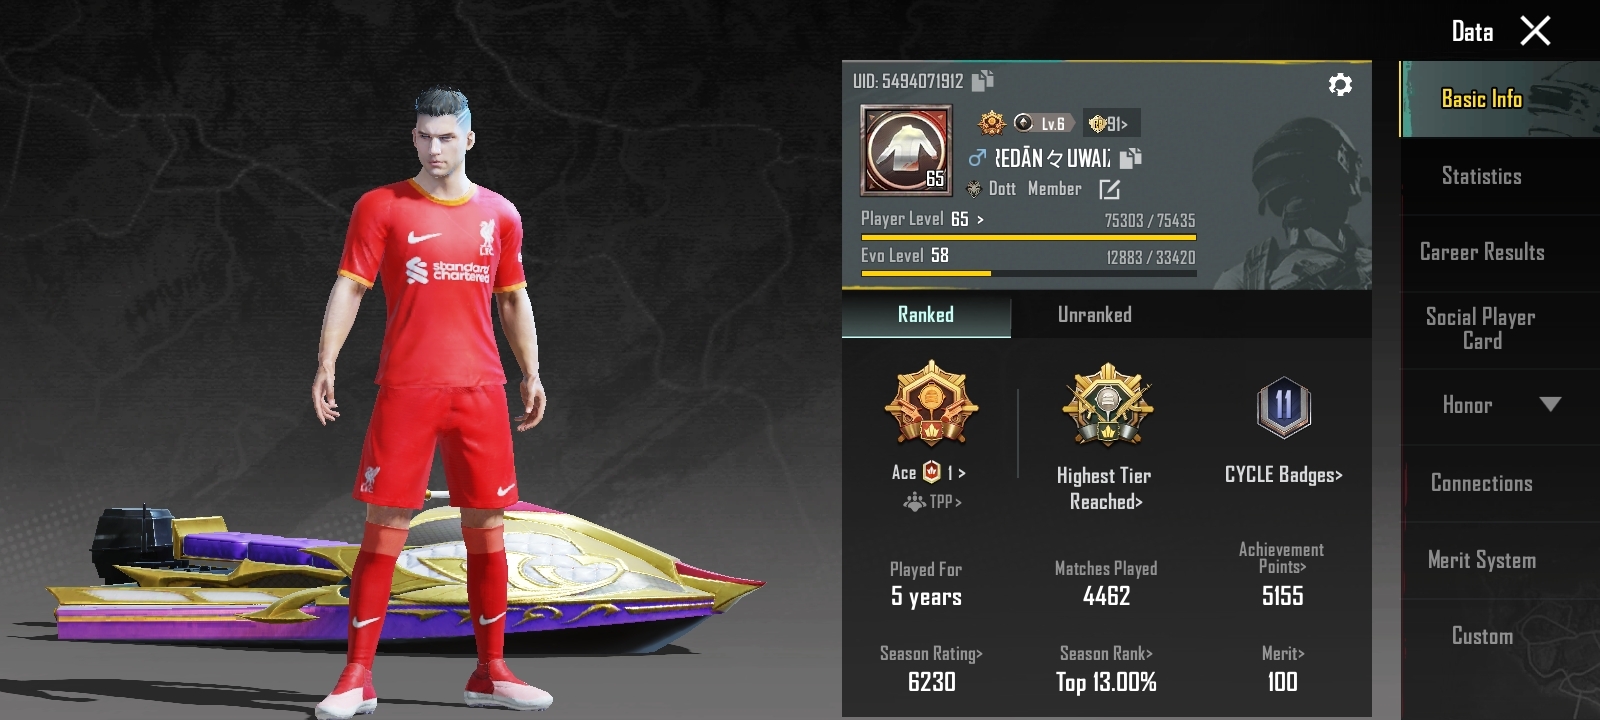 Data
UID: 5494071912
Basic Info
Lv.6
91>
UWAI
65
Dott Member
Player Level 65 >
75303 / 75435
Evo Level 58
12883 / 33420
Statistics
Career Results
Social Player
Card
Honor
Connections
Merit System
Custom
Ranked
Unranked
11
Ace 1 >
TPP >
Highest Tier
Reached>
CYCLE Badges>
Played For
5 years
Matches Played
4462
Achievement
Points>
5155
Season Rating>
6230
Season Rank>
Top 13.00%
Merit>
100
LFC
standard
chartered